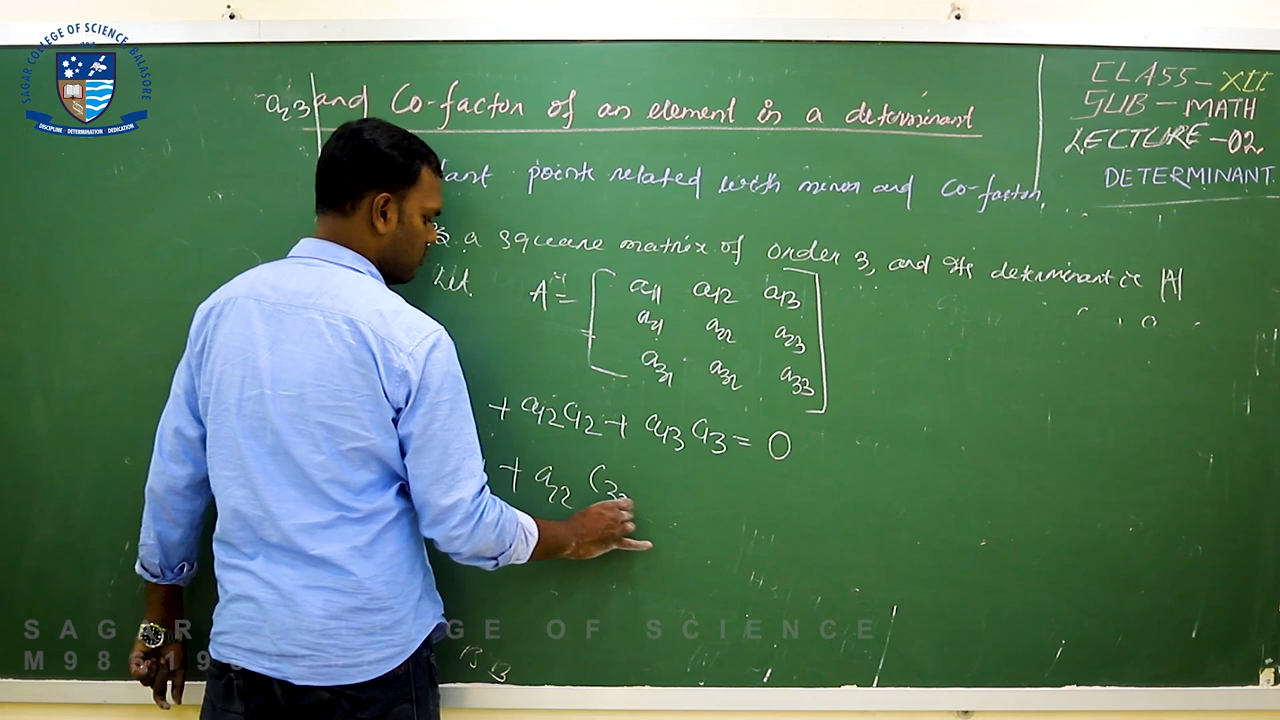 SAGAR COLLEGE OF SCIENCE BALASORE
DISCIPLINE · DETERMINATION · DEDICATION
a23 and Co-factor of an element in a determinant
CLASS - XII
SUB - MATH
LECTURE - 02
DETERMINANT.
points related with minor and Co-factor.
a square matrix of order 3, and its determinant is |A|
Let. A =
a11 a12 a13
a21 a22 a23
a31 a32 a33
+ a12 C12 + a13 C13 = 0
+ a22 C32
SAGAR GE OF SCIENCE